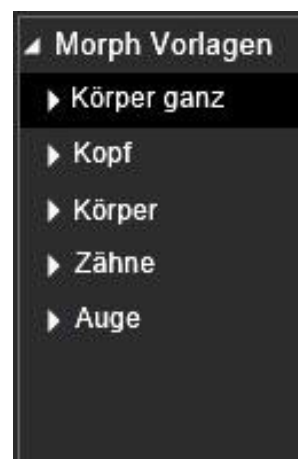 Morph Vorlagen
Körper ganz
Kopf
Körper
Zähne
Auge